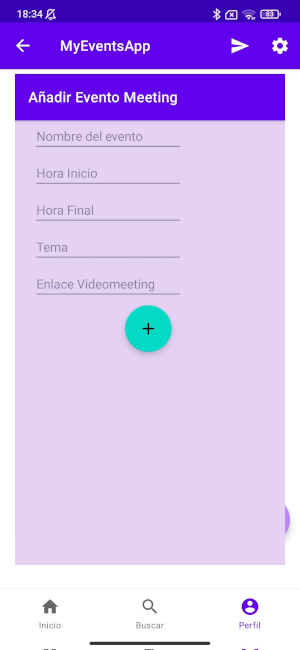 18:34
83
MyEventsApp
Añadir Evento Meeting
Nombre del evento
Hora Inicio
Hora Final
Tema
Enlace Videomeeting
+
Inicio
Buscar
Perfil